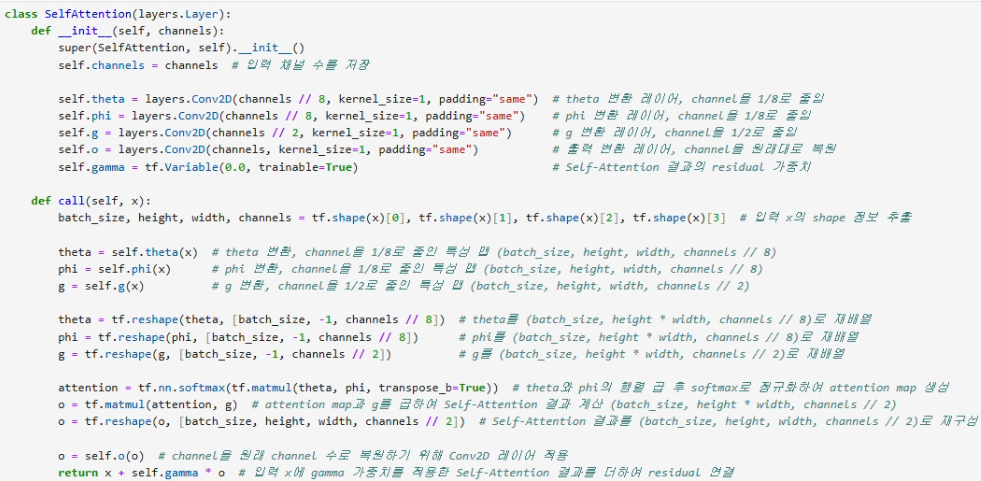 class SelfAttention(layers.Layer):
def __init__(self, channels):
super(SelfAttention, self).__init__()
self.channels = channels  # 입력 채널 수를 저장
self.theta = layers.Conv2D(channels // 8, kernel_size=1, padding="same")  # theta 변환 레이어, channel을 1/8로 줄임
self.phi = layers.Conv2D(channels // 8, kernel_size=1, padding="same")  # phi 변환 레이어, channel을 1/8로 줄임
self.g = layers.Conv2D(channels // 2, kernel_size=1, padding="same")  # g 변환 레이어, channel을 1/2로 줄임
self.o = layers.Conv2D(channels, kernel_size=1, padding="same")  # 출력 변환 레이어, channel을 원래대로 복원
self.gamma = tf.Variable(0.0, trainable=True)  # Self-Attention 결과의 residual 가중치
def call(self, x):
batch_size, height, width, channels = tf.shape(x)[0], tf.shape(x)[1], tf.shape(x)[2], tf.shape(x)[3]  # 입력 x의 shape 정보 추출
theta = self.theta(x)  # theta 변환, channel을 1/8로 줄인 특성 맵 (batch_size, height, width, channels // 8)
phi = self.phi(x)  # phi 변환, channel을 1/8로 줄인 특성 맵 (batch_size, height, width, channels // 8)
g = self.g(x)  # g 변환, channel을 1/2로 줄인 특성 맵 (batch_size, height, width, channels // 2)
theta = tf.reshape(theta, [batch_size, -1, channels // 8])  # theta를 (batch_size, height * width, channels // 8)로 재배열
phi = tf.reshape(phi, [batch_size, -1, channels // 8])  # phi를 (batch_size, height * width, channels // 8)로 재배열
g = tf.reshape(g, [batch_size, -1, channels // 2])  # g를 (batch_size, height * width, channels // 2)로 재배열
attention = tf.nn.softmax(tf.matmul(theta, phi, transpose_b=True))  # theta와 phi의 행렬 곱 후 softmax로 정규화하여 attention map 생성
o = tf.matmul(attention, g)  # attention map과 g를 곱하여 Self-Attention 결과 계산 (batch_size, height * width, channels // 2)
o = tf.reshape(o, [batch_size, height, width, channels // 2])  # Self-Attention 결과를 (batch_size, height, width, channels // 2)로 재구성
o = self.o(o)  # channel을 원래 channel 수로 복원하기 위해 Conv2D 레이어 적용
return x + self.gamma * o  # 입력 x에 gamma 가중치를 적용한 Self-Attention 결과를 더하여 residual 연결